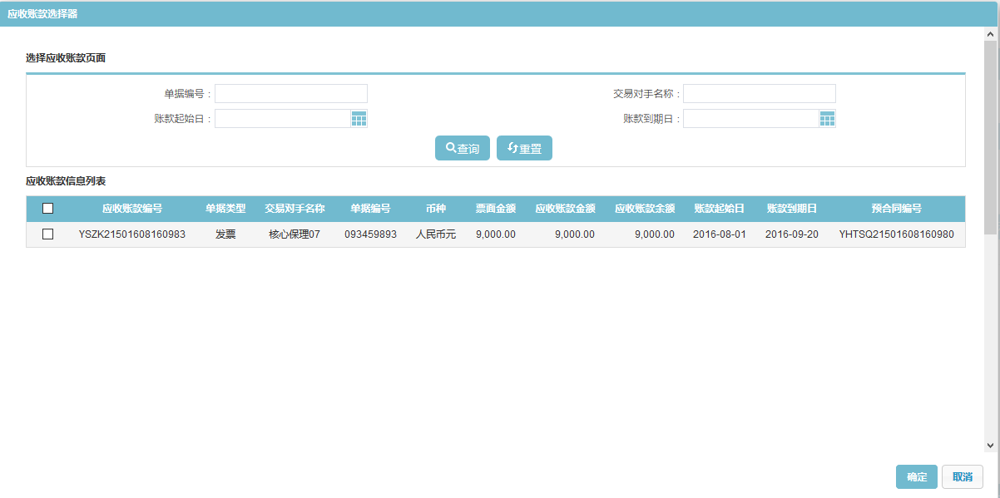 应收账款选择器
选择应收账款页面
单据编号：
交易对手名称：
账款起始日：
账款到期日：
查询 重置
应收账款信息列表
应收账款编号 单据类型 交易对手名称 单据编号 币种 票面金额 应收账款金额 应收账款余额 账款起始日 账款到期日 预合同编号
YSZK21501608160983 发票 核心保理07 093459893 人民币元 9,000.00 9,000.00 9,000.00 2016-08-01 2016-09-20 YHTSQ21501608160980
确定 取消